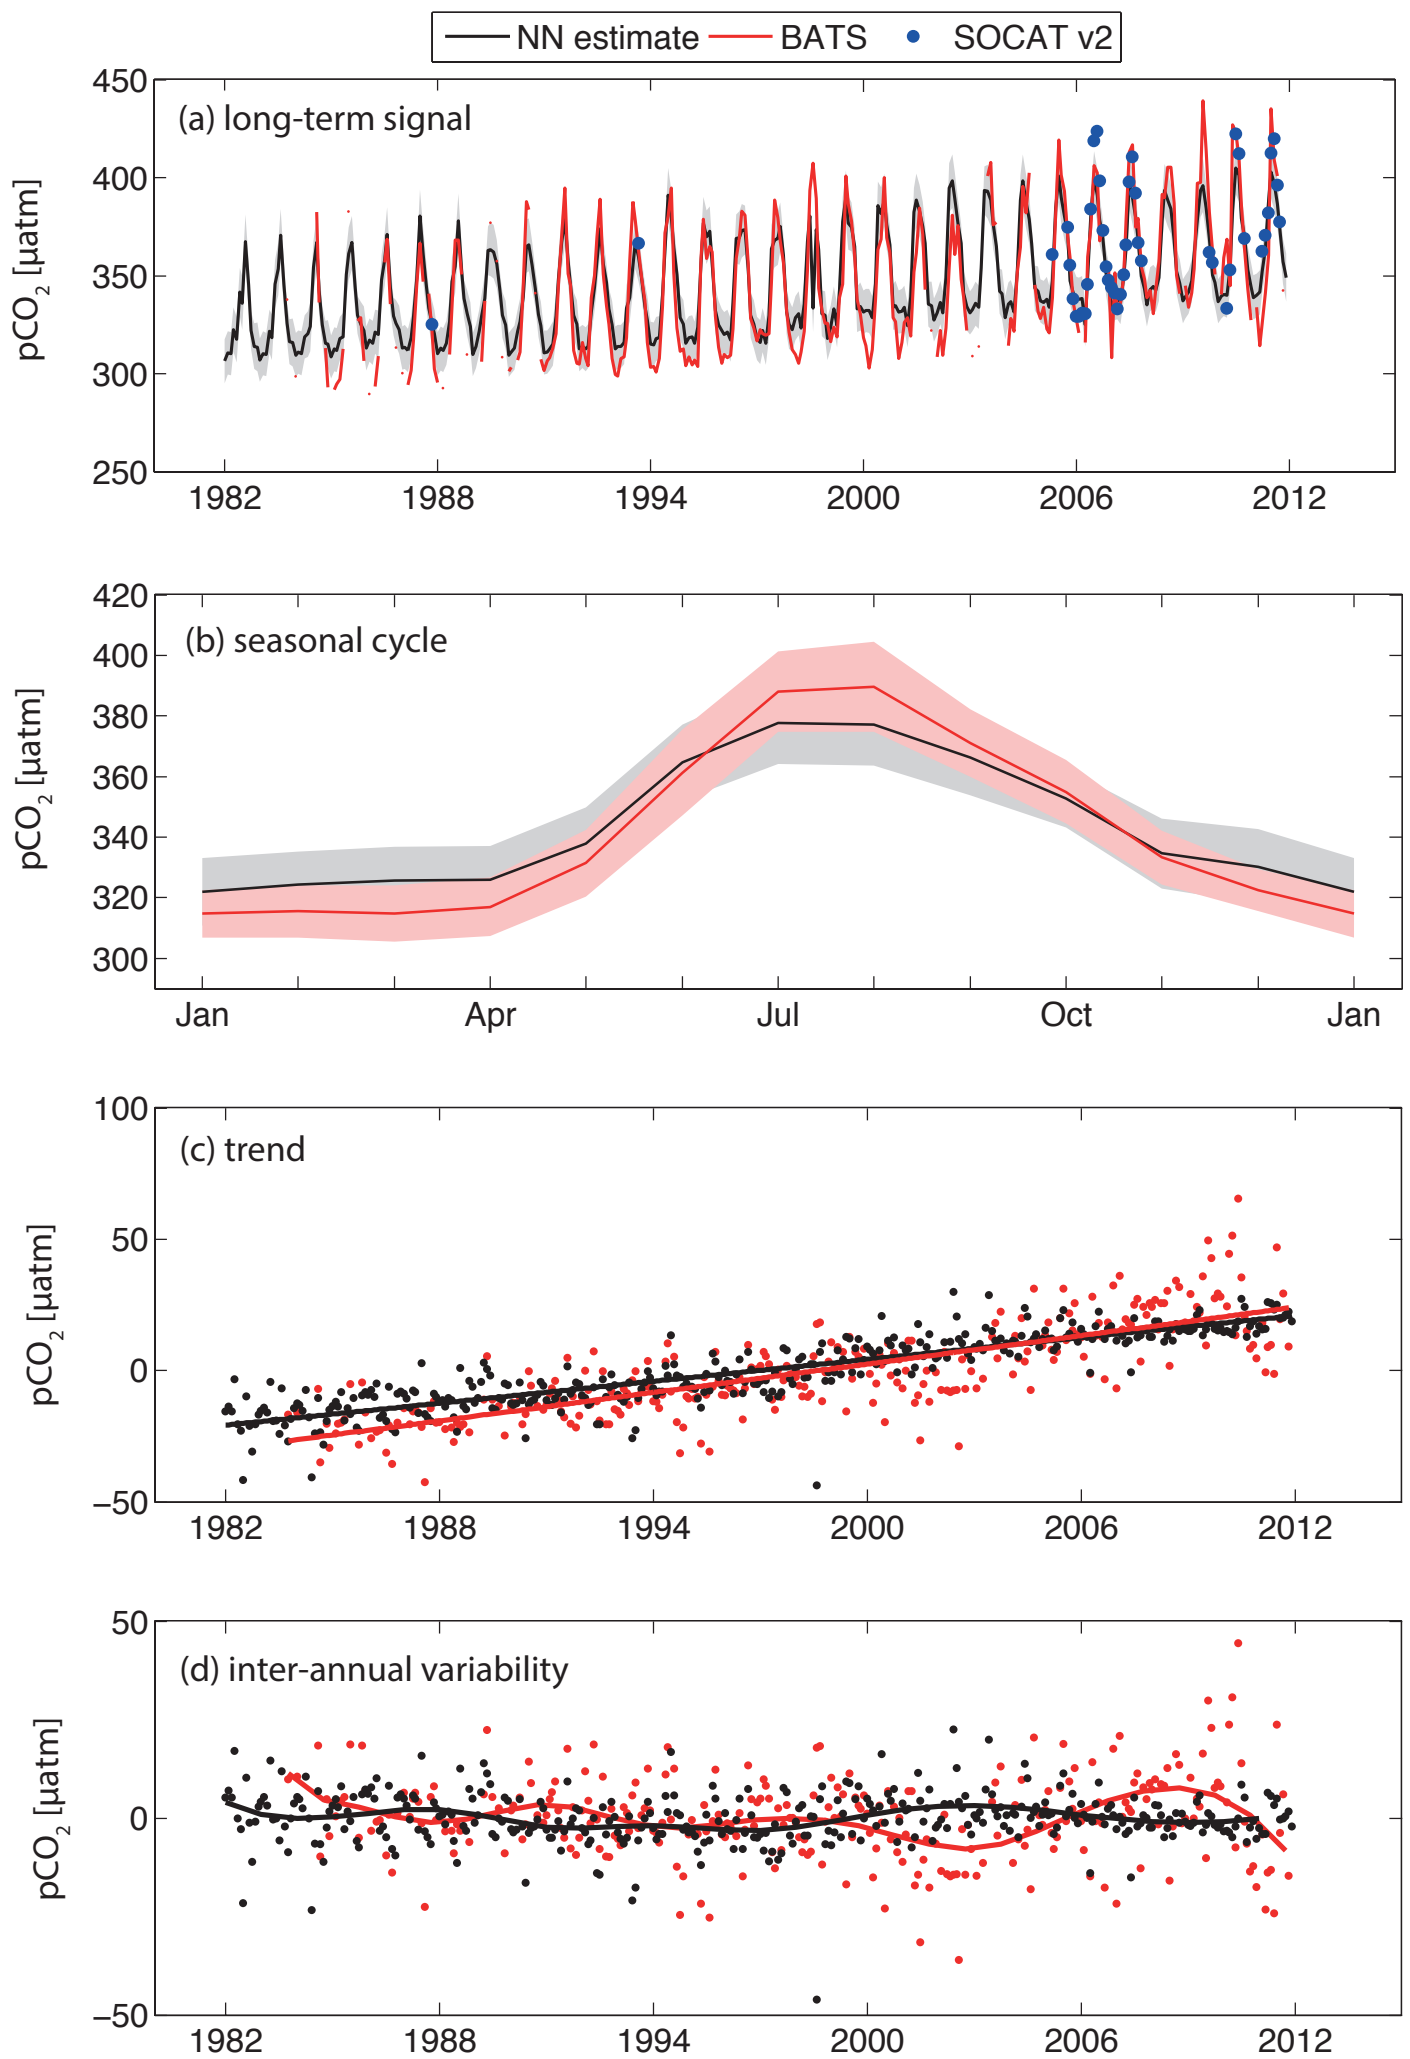 NN estimate BATS SOCAT v2
(a) long-term signal
pCO2 [µatm]
450
400
350
300
250
1982 1988 1994 2000 2006 2012
(b) seasonal cycle
pCO2 [µatm]
420
400
380
360
340
320
300
Jan Apr Jul Oct Jan
(c) trend
pCO2 [µatm]
100
50
0
−50
1982 1988 1994 2000 2006 2012
(d) inter-annual variability
pCO2 [µatm]
50
0
−50
1982 1988 1994 2000 2006 2012